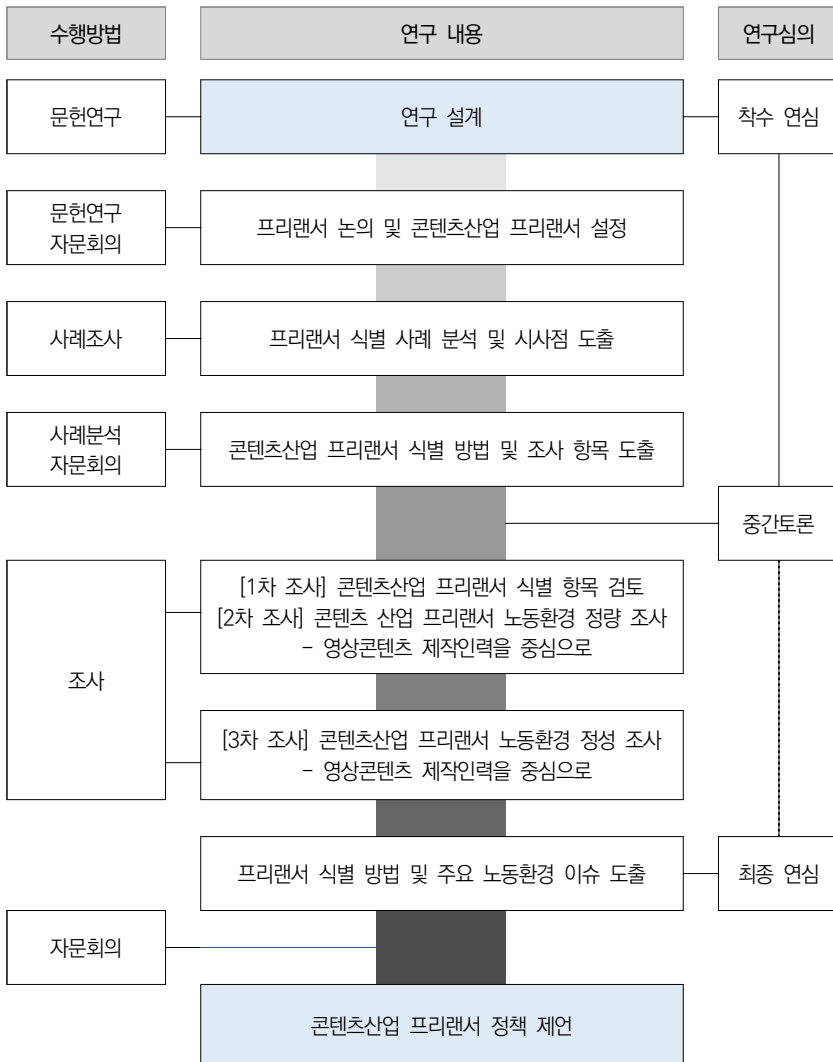 수행방법
연구 내용
연구심의
문헌연구
연구 설계
착수 연심
문헌연구
자문회의
프리랜서 논의 및 콘텐츠산업 프리랜서 설정
사례조사
프리랜서 식별 사례 분석 및 시사점 도출
사례분석
자문회의
콘텐츠산업 프리랜서 식별 방법 및 조사 항목 도출
중간토론
조사
[1차 조사] 콘텐츠산업 프리랜서 식별 항목 검토
[2차 조사] 콘텐츠 산업 프리랜서 노동환경 정량 조사
- 영상콘텐츠 제작인력을 중심으로
[3차 조사] 콘텐츠산업 프리랜서 노동환경 정성 조사
- 영상콘텐츠 제작인력을 중심으로
프리랜서 식별 방법 및 주요 노동환경 이슈 도출
최종 연심
자문회의
콘텐츠산업 프리랜서 정책 제언